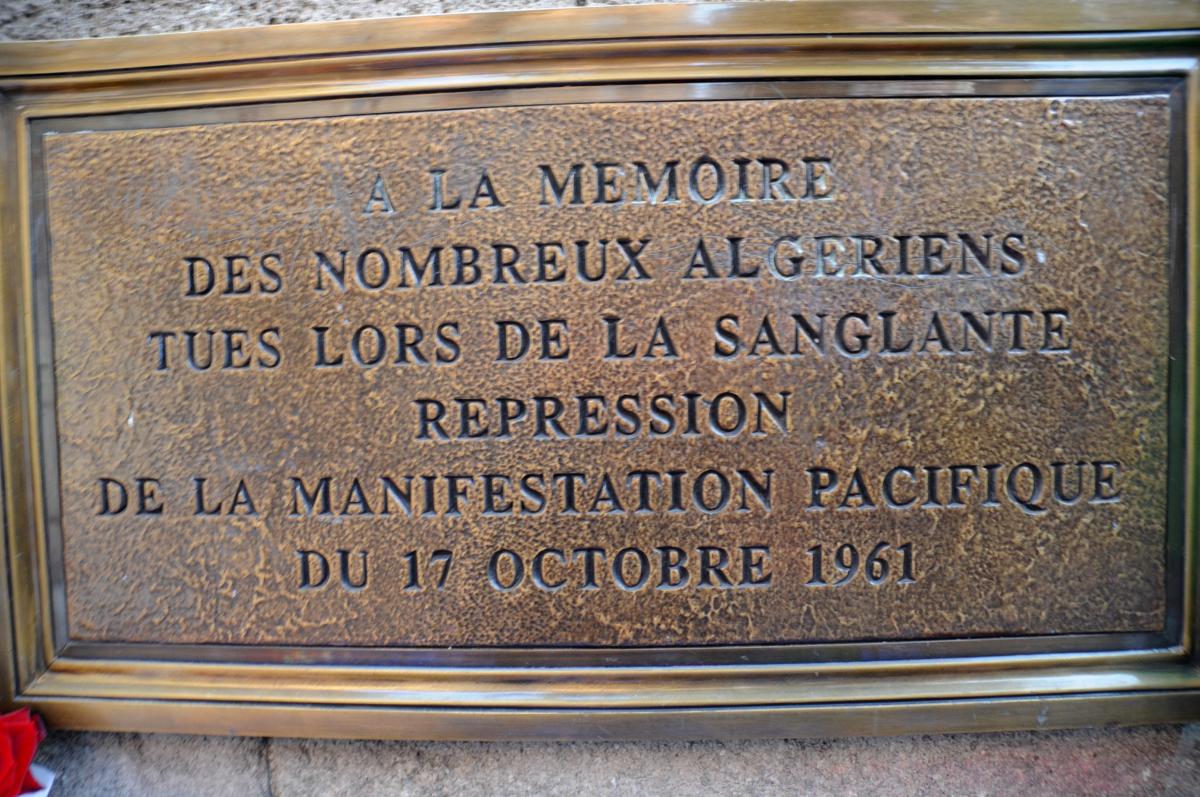 A LA MEMOIRE
DES NOMBREUX ALGERIENS
TUES LORS DE LA SANGLANTE
REPRESSION
DE LA MANIFESTATION PACIFIQUE
DU 17 OCTOBRE 1961